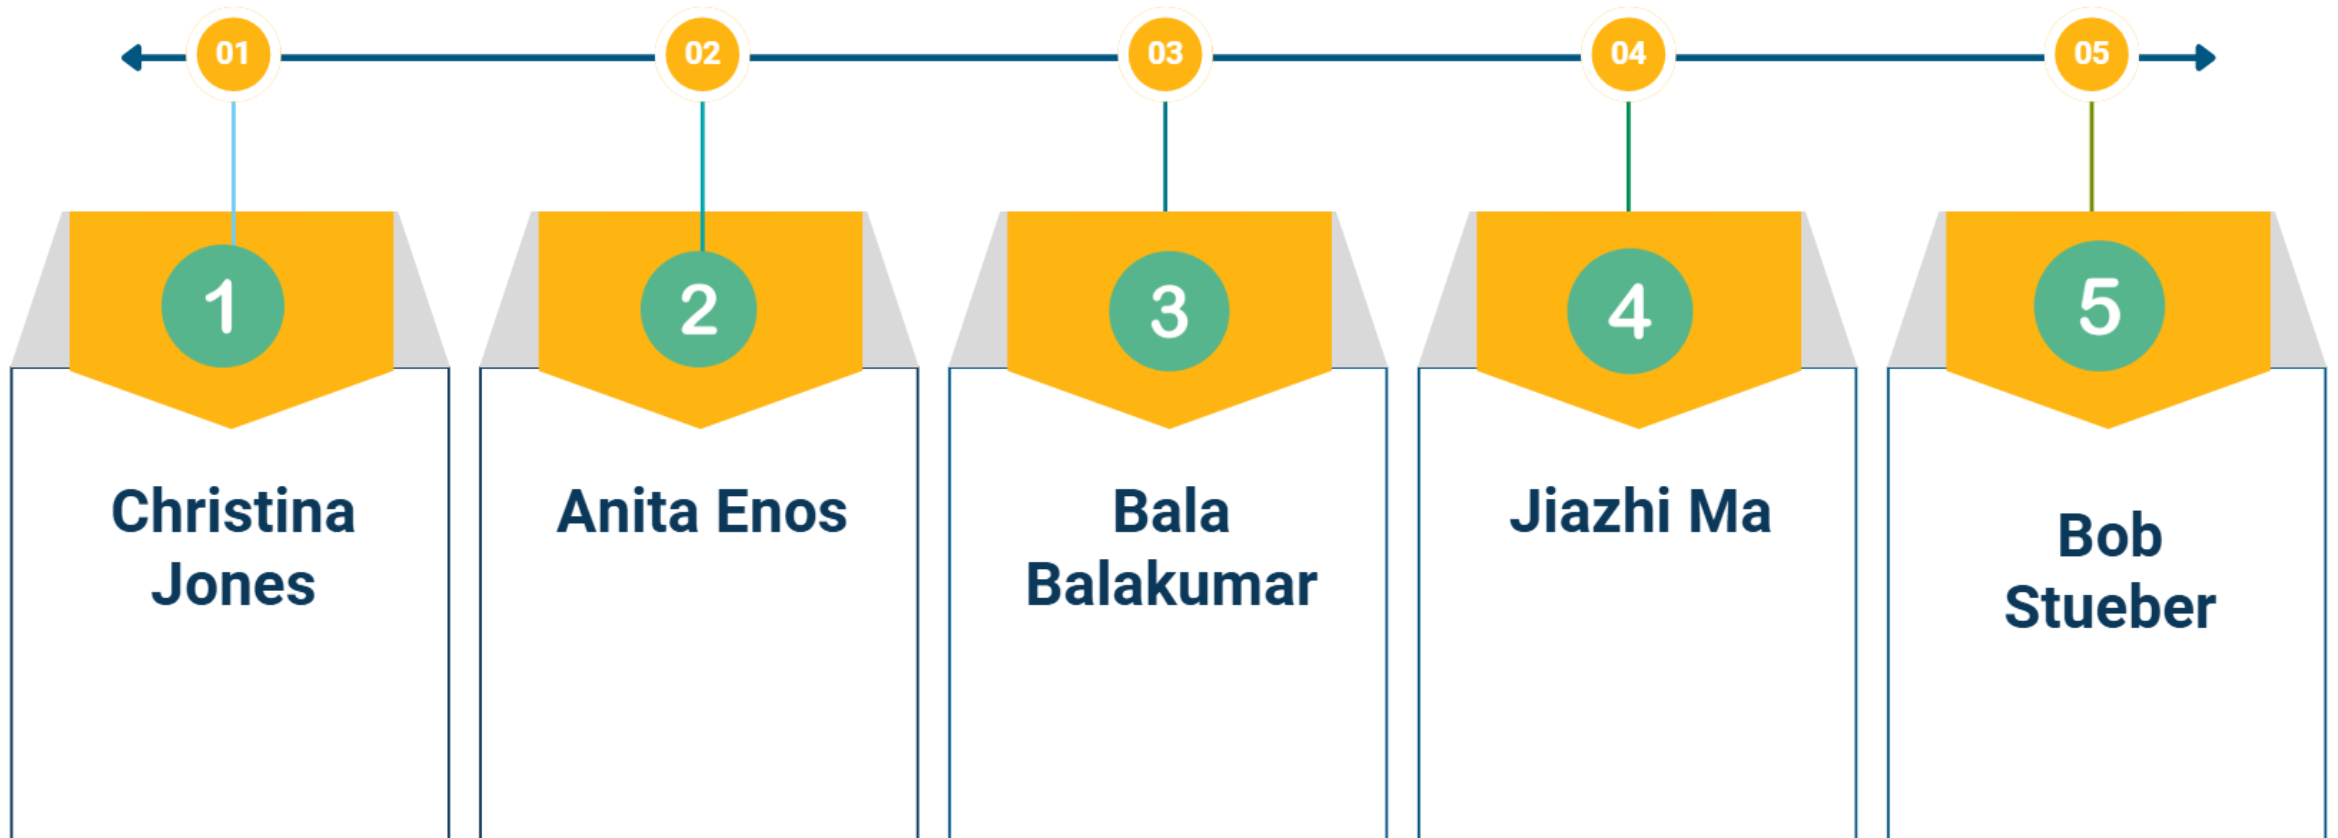 01
02
03
04
05
1
2
3
4
5
Christina
Jones
Anita Enos
Bala
Balakumar
Jiazhi Ma
Bob
Stueber